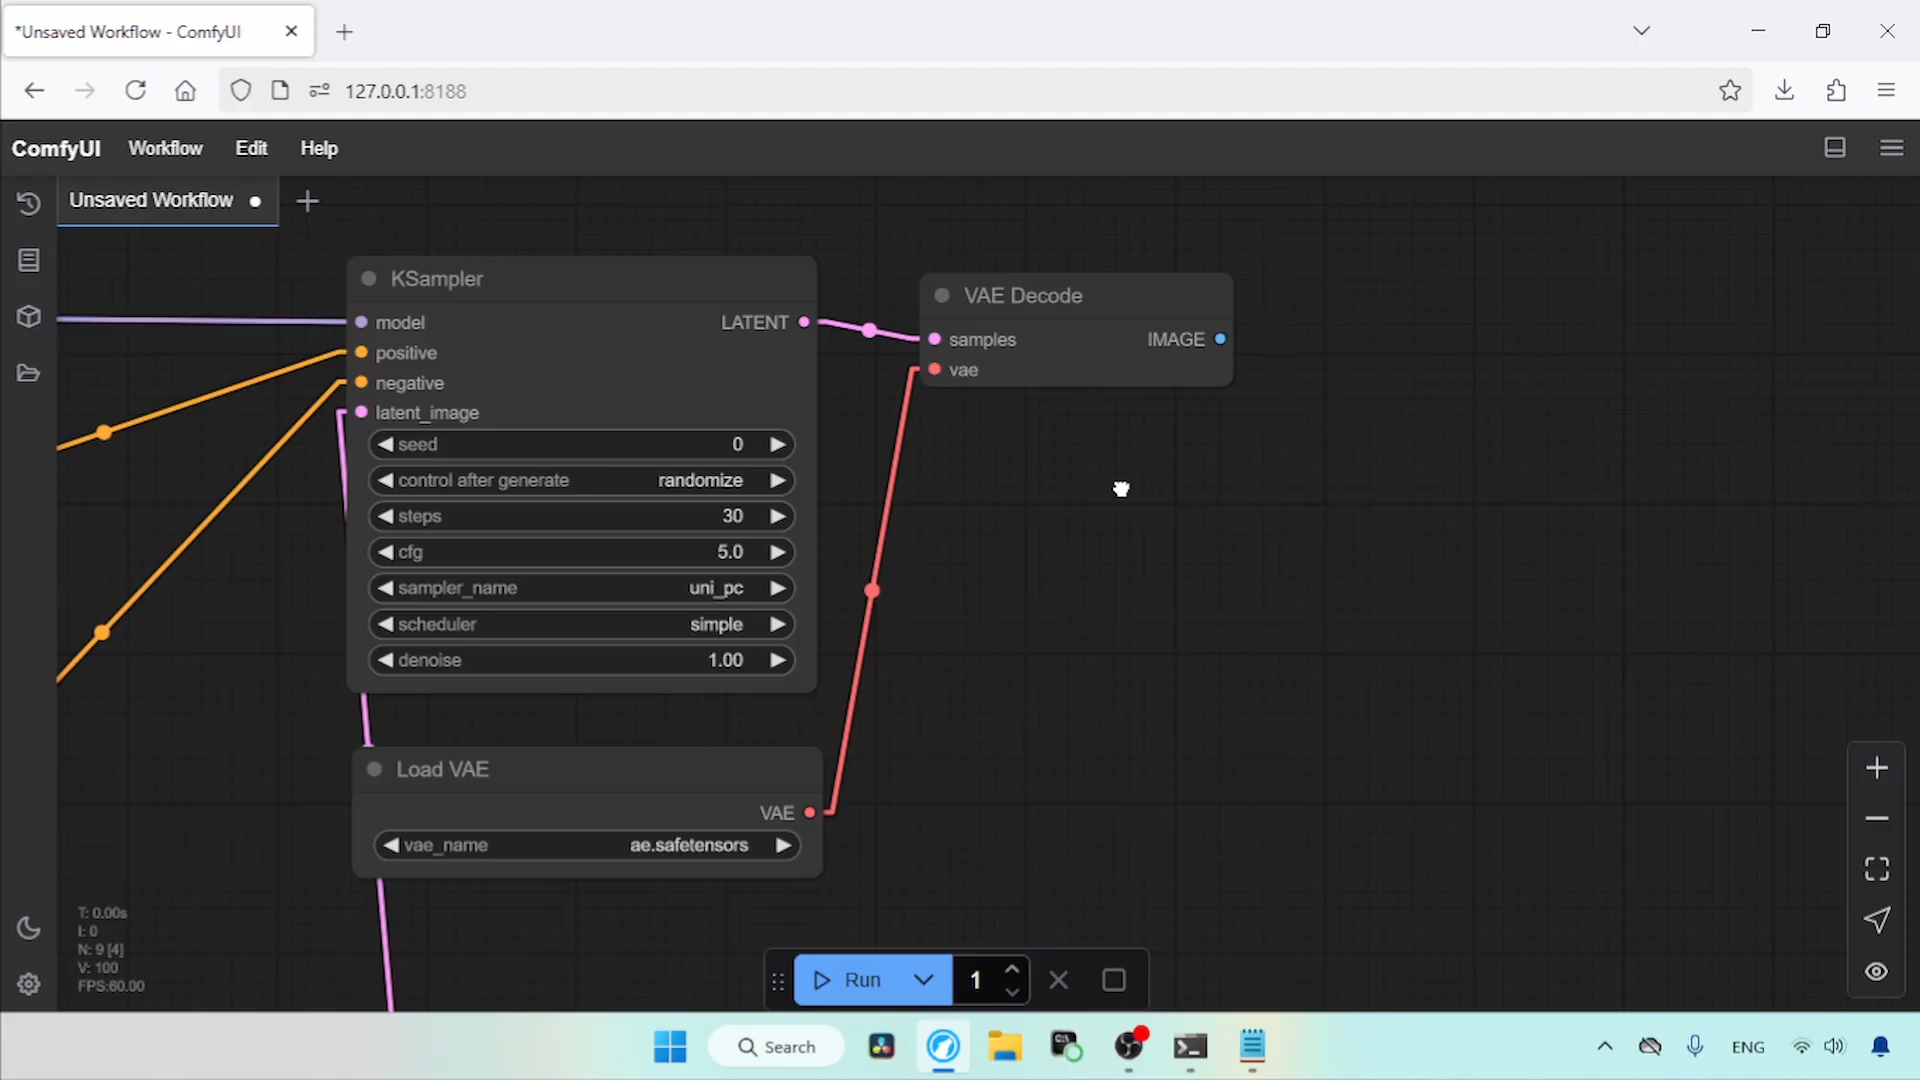 *Unsaved Workflow - ComfyUI
127.0.0.1:8188
ComfyUI Workflow Edit Help
Unsaved Workflow
KSampler
model LATENT
positive
negative
latent_image
seed 0
control after generate randomize
steps 30
cfg 5.0
sampler_name uni_pc
scheduler simple
denoise 1.00
VAE Decode
samples IMAGE
vae
Load VAE
VAE
vae_name ae.safetensors
T: 0.00s
I: 0
N: 9 [4]
V: 100
FPS:60.00
Run 1
Search
ENG